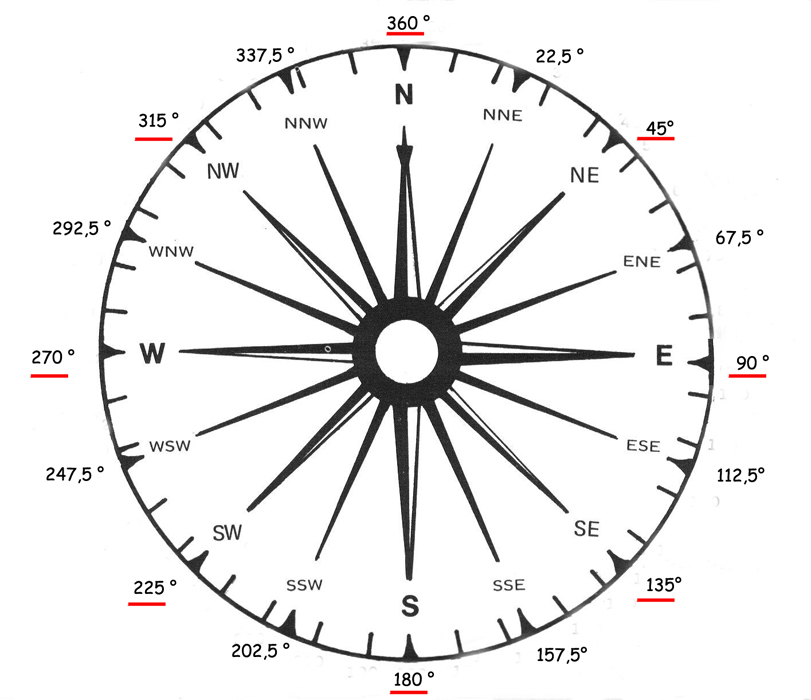 360 °
337,5 °
22,5 °
N
315 °
NNW
NNE
45°
NW
NE
292,5 °
67,5 °
WNW
ENE
270 °
W
E
90 °
WSW
ESE
247,5 °
112,5°
SW
SE
225 °
SSW
S
SSE
135°
202,5 °
157,5°
180 °